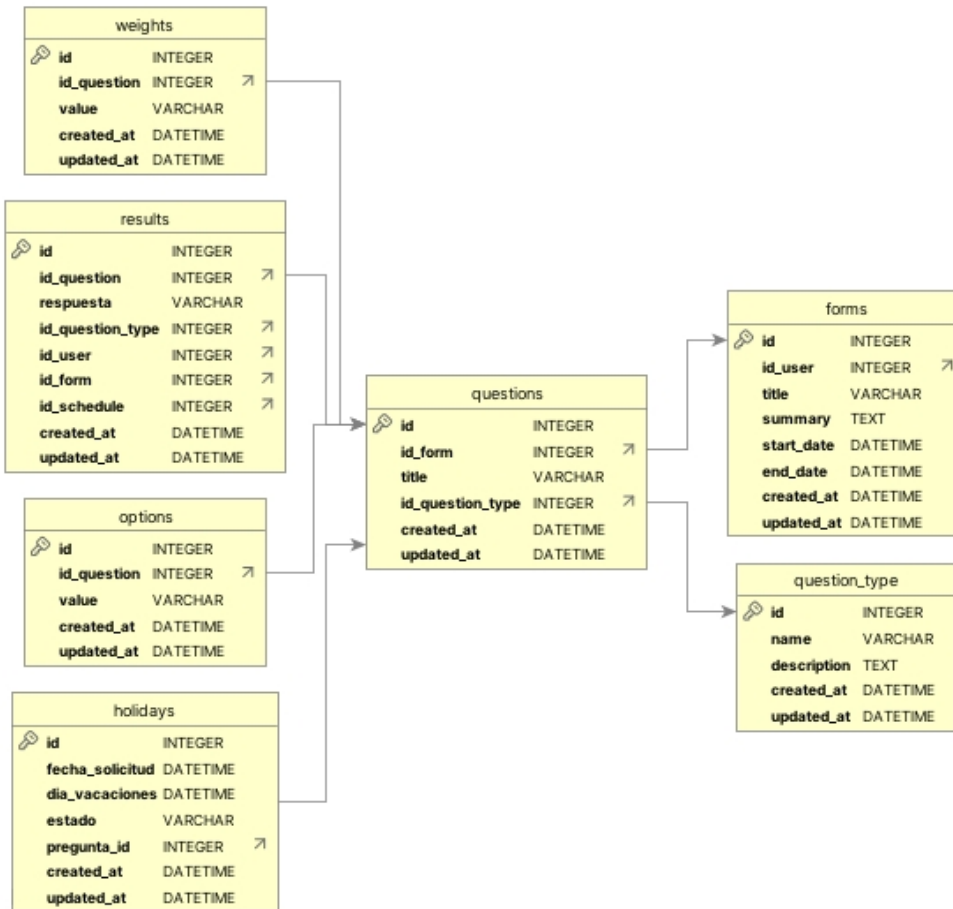 weights
id INTEGER
id_question INTEGER
value VARCHAR
created_at DATETIME
updated_at DATETIME
results
id INTEGER
id_question INTEGER
respuesta VARCHAR
id_question_type INTEGER
id_user INTEGER
id_form INTEGER
id_schedule INTEGER
created_at DATETIME
updated_at DATETIME
options
id INTEGER
id_question INTEGER
value VARCHAR
created_at DATETIME
updated_at DATETIME
holidays
id INTEGER
fecha_solicitud DATETIME
dia_vacaciones DATETIME
estado VARCHAR
pregunta_id INTEGER
created_at DATETIME
updated_at DATETIME
questions
id INTEGER
id_form INTEGER
title VARCHAR
id_question_type INTEGER
created_at DATETIME
updated_at DATETIME
forms
id INTEGER
id_user INTEGER
title VARCHAR
summary TEXT
start_date DATETIME
end_date DATETIME
created_at DATETIME
updated_at DATETIME
question_type
id INTEGER
name VARCHAR
description TEXT
created_at DATETIME
updated_at DATETIME